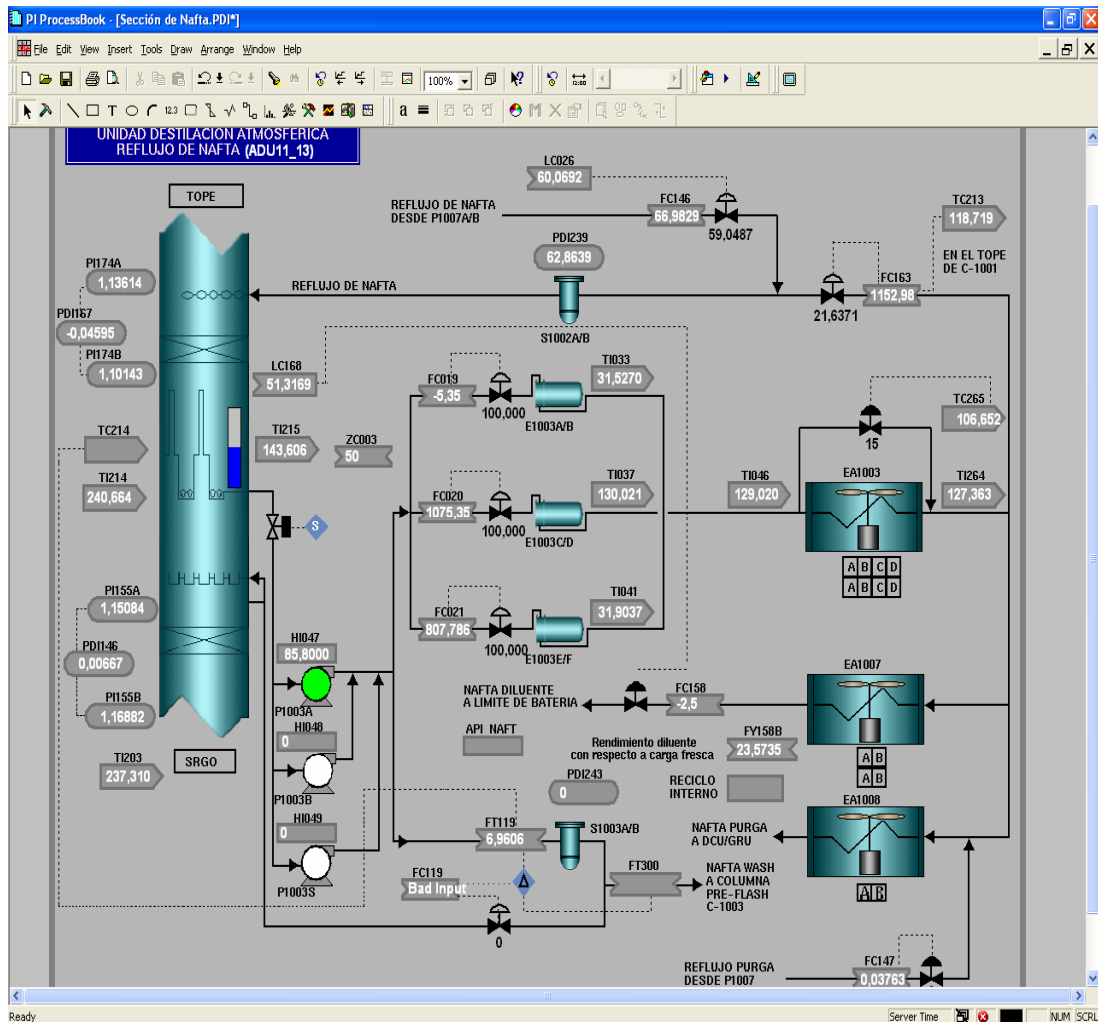 PI ProcessBook - [Sección de Nafta.PDI*]
File Edit View Insert Tools Draw Arrange Window Help
100%
UNIDAD DESTILACION ATMOSFERICA
REFLUJO DE NAFTA (ADU11_13)
TOPE
LC026
60,0692
REFLUJO DE NAFTA
DESDE P1007A/B
FC146
66,9829
59,0487
TC213
118,719
EN EL TOPE
DE C-1001
PDI239
62,8639
S1002A/B
REFLUJO DE NAFTA
FC163
1152,98
21,6371
PI174A
1,13614
PDI167
-0,04595
PI174B
1,10143
LC168
51,3169
FC019
-5,35
100,000
E1003A/B
TI033
31,5270
TC265
106,652
15
TC214
TI215
143,606
ZC003
50
TI214
240,664
FC020
1075,35
100,000
E1003C/D
TI037
130,021
TI046
129,020
EA1003
TI264
127,363
A B C D
A B C D
S
PI155A
1,15084
PDI146
0,00667
PI155B
1,16882
TI203
237,310
SRGO
FC021
807,786
100,000
E1003E/F
TI041
31,9037
HI047
85,8000
P1003A
HI048
0
P1003B
HI049
0
P1003S
NAFTA DILUENTE
A LIMITE DE BATERIA
FC158
-2,5
EA1007
A B
A B
API NAFT
Rendimiento diluente
con respecto a carga fresca
FY158B
23,5735
PDI243
0
RECICLO
INTERNO
EA1008
A B
NAFTA PURGA
A DCU/GRU
FT119
6,9606
S1003A/B
FC119
Bad Input
Δ
0
FT300
NAFTA WASH
A COLUMNA
PRE-FLASH
C-1003
REFLUJO PURGA
DESDE P1007
FC147
0,03763
Ready
Server Time
NUM SCRL